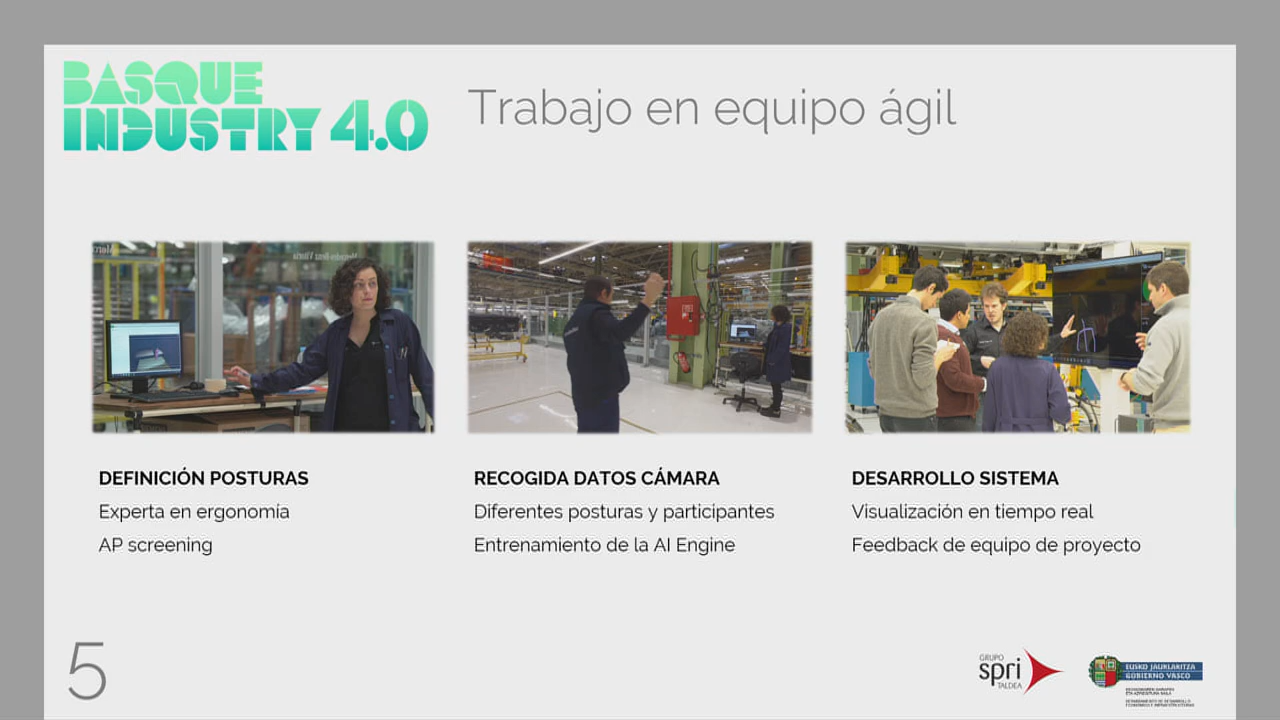 BASQUE
INDUSTRY 4.0
Trabajo en equipo ágil
DEFINICIÓN POSTURAS
Experta en ergonomía
AP screening
RECOGIDA DATOS CÁMARA
Diferentes posturas y participantes
Entrenamiento de la AI Engine
DESARROLLO SISTEMA
Visualización en tiempo real
Feedback de equipo de proyecto
5
GRUPO
spri
TALDEA
EUSKO JAURLARITZA
GOBIERNO VASCO